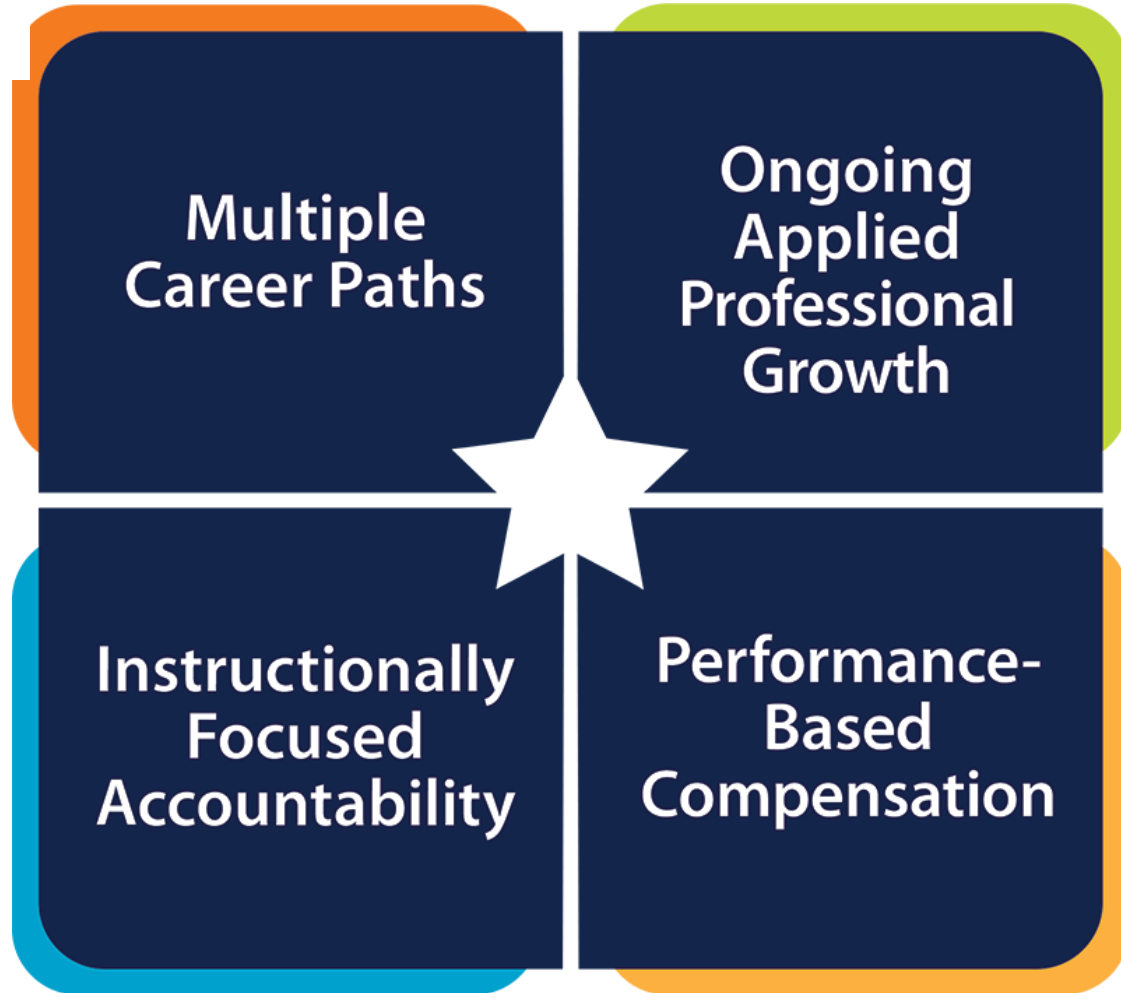 Multiple
Career Paths
Ongoing
Applied
Professional
Growth
Instructionally
Focused
Accountability
Performance-
Based
Compensation